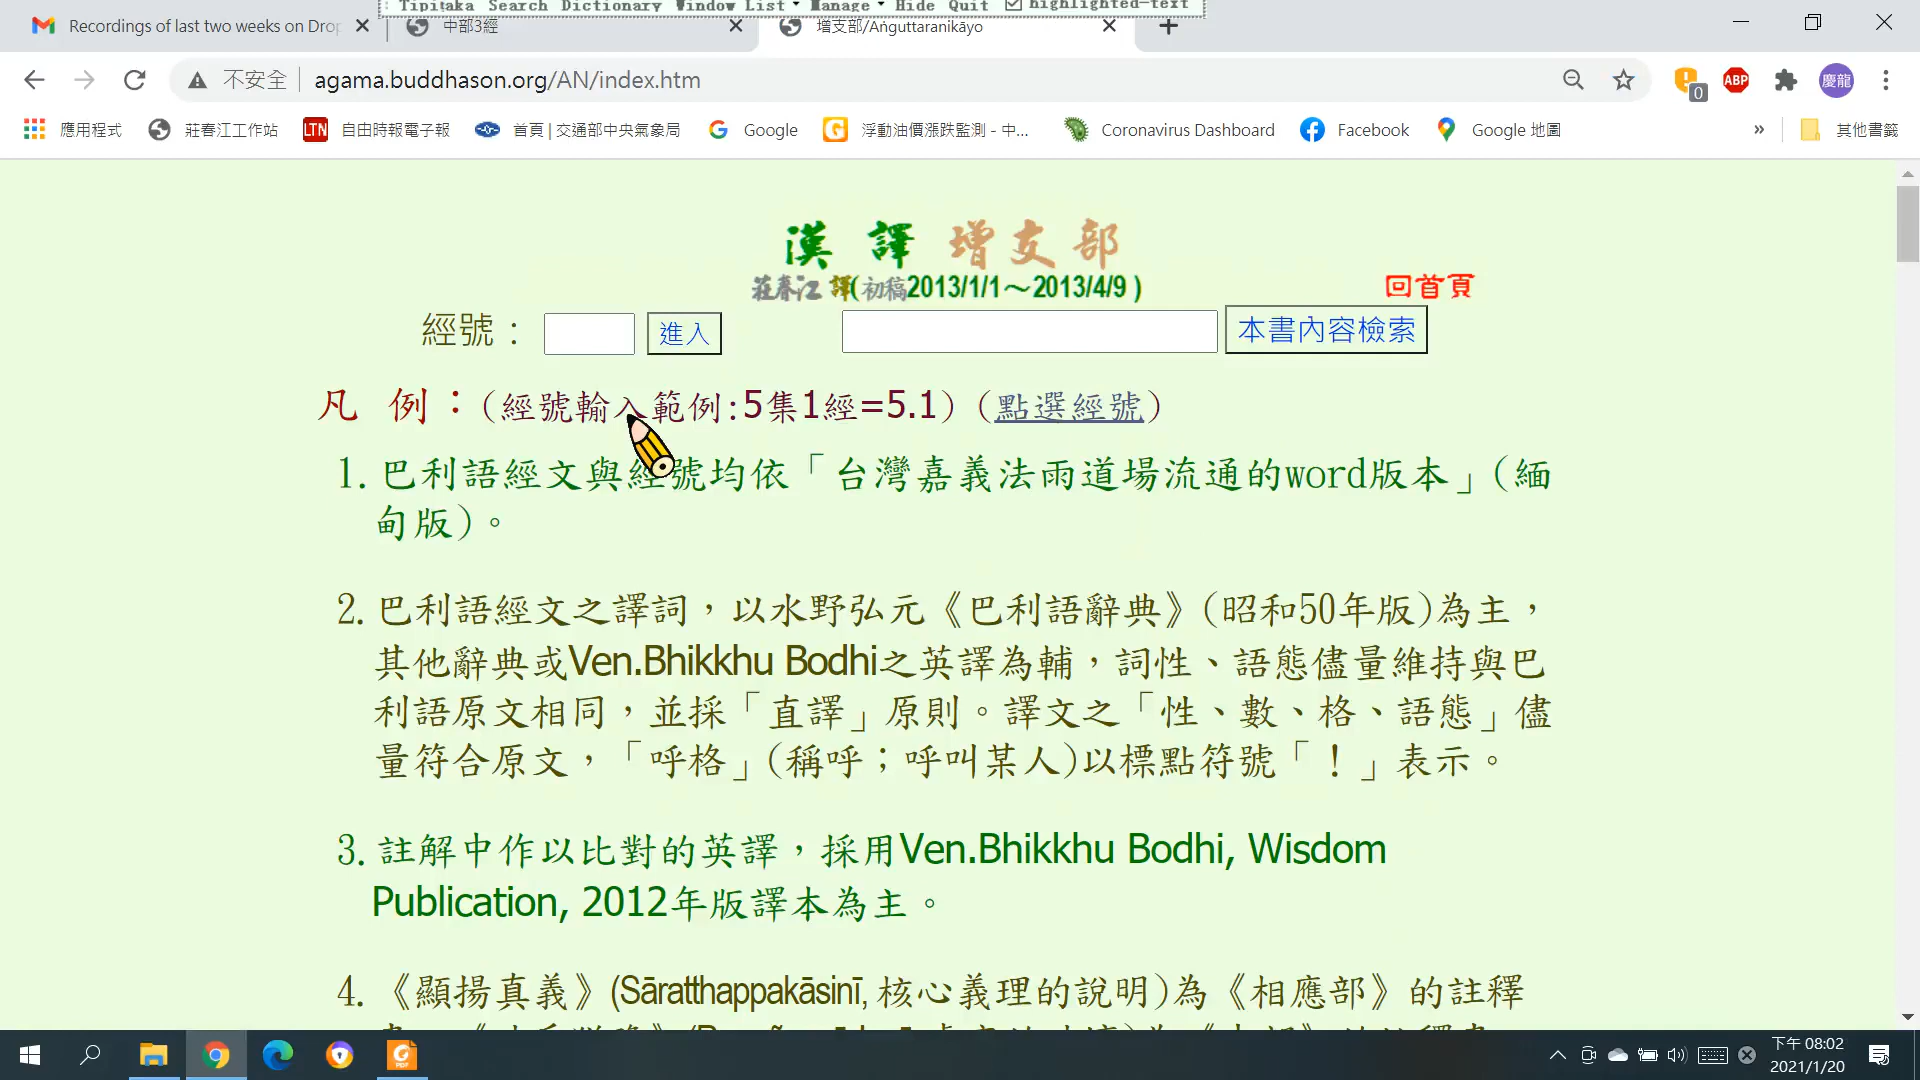 Tipiṭaka Search Dictionary Window List Manage Hide Quit highlighted-text
Recordings of last two weeks on Drop
中部3經
增支部/Aṅguttaranikāyo
不安全 agama.buddhason.org/AN/index.htm
0 ABP 慶龍
應用程式 莊春江工作站 LTN 自由時報電子報 首頁 | 交通部中央氣象局 Google 浮動油價漲跌監測 - 中... Coronavirus Dashboard Facebook Google 地圖 » 其他書籤
漢譯增支部
莊春江譯(初稿2013/1/1～2013/4/9)
回首頁
經號： 進入 本書內容檢索
凡 例：(經號輸入範例:5集1經=5.1)(點選經號)
1. 巴利語經文與經號均依「台灣嘉義法雨道場流通的word版本」(緬
甸版)。
2. 巴利語經文之譯詞，以水野弘元《巴利語辭典》(昭和50年版)為主，
其他辭典或Ven.Bhikkhu Bodhi之英譯為輔，詞性、語態儘量維持與巴
利語原文相同，並採「直譯」原則。譯文之「性、數、格、語態」儘
量符合原文，「呼格」(稱呼；呼叫某人)以標點符號「！」表示。
3. 註解中作以比對的英譯，採用Ven.Bhikkhu Bodhi, Wisdom
Publication, 2012年版譯本為主。
4. 《顯揚真義》(Sāratthappakāsinī, 核心義理的說明)為《相應部》的註釋
下午 08:02
2021/1/20